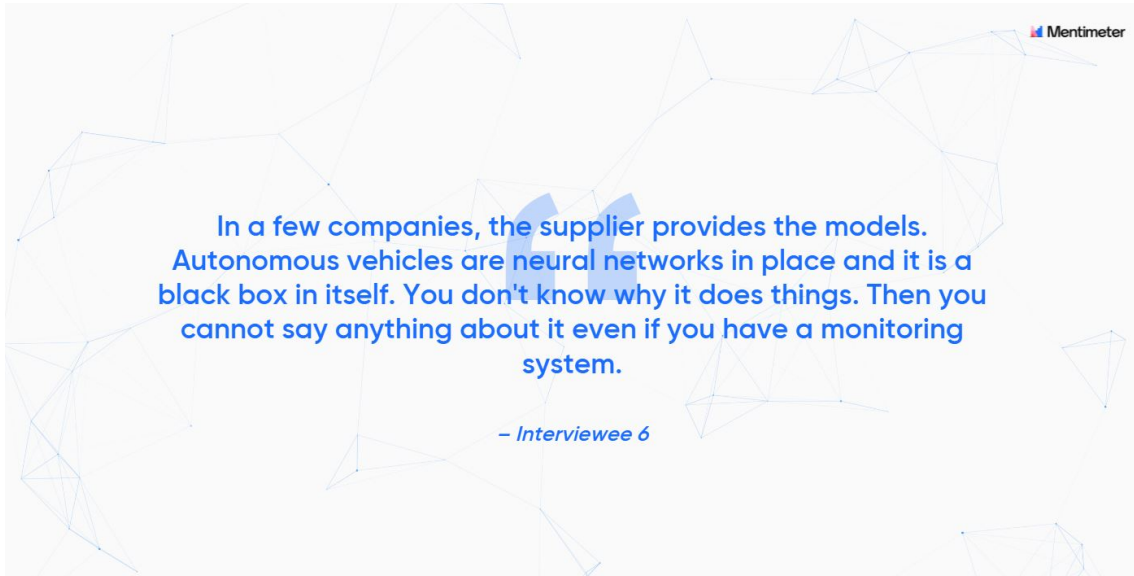 Mentimeter
In a few companies, the supplier provides the models.
Autonomous vehicles are neural networks in place and it is a
black box in itself. You don't know why it does things. Then you
cannot say anything about it even if you have a monitoring
system.
– Interviewee 6